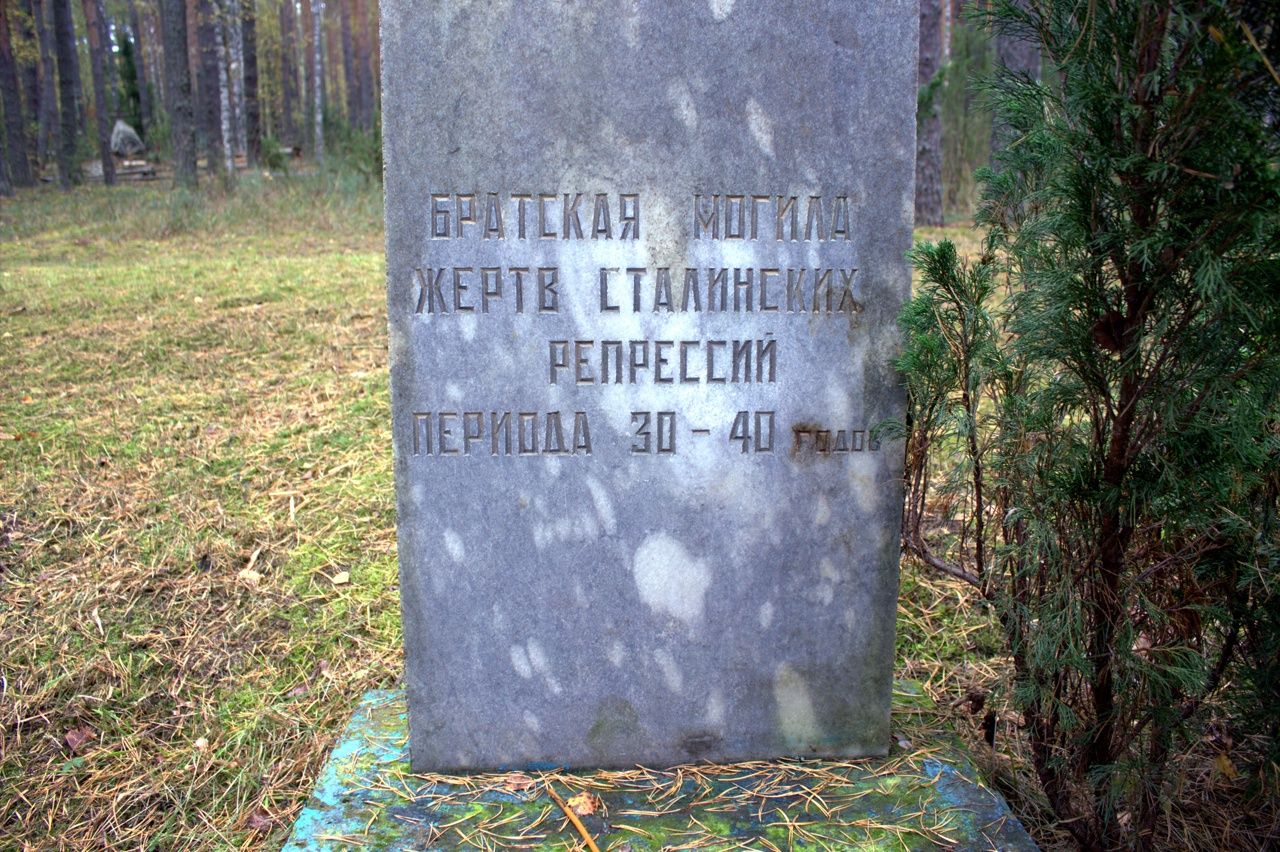 БРАТСКАЯ МОГИЛА
ЖЕРТВ СТАЛИНСКИХ
РЕПРЕССИЙ
ПЕРИОДА 30-40 годов